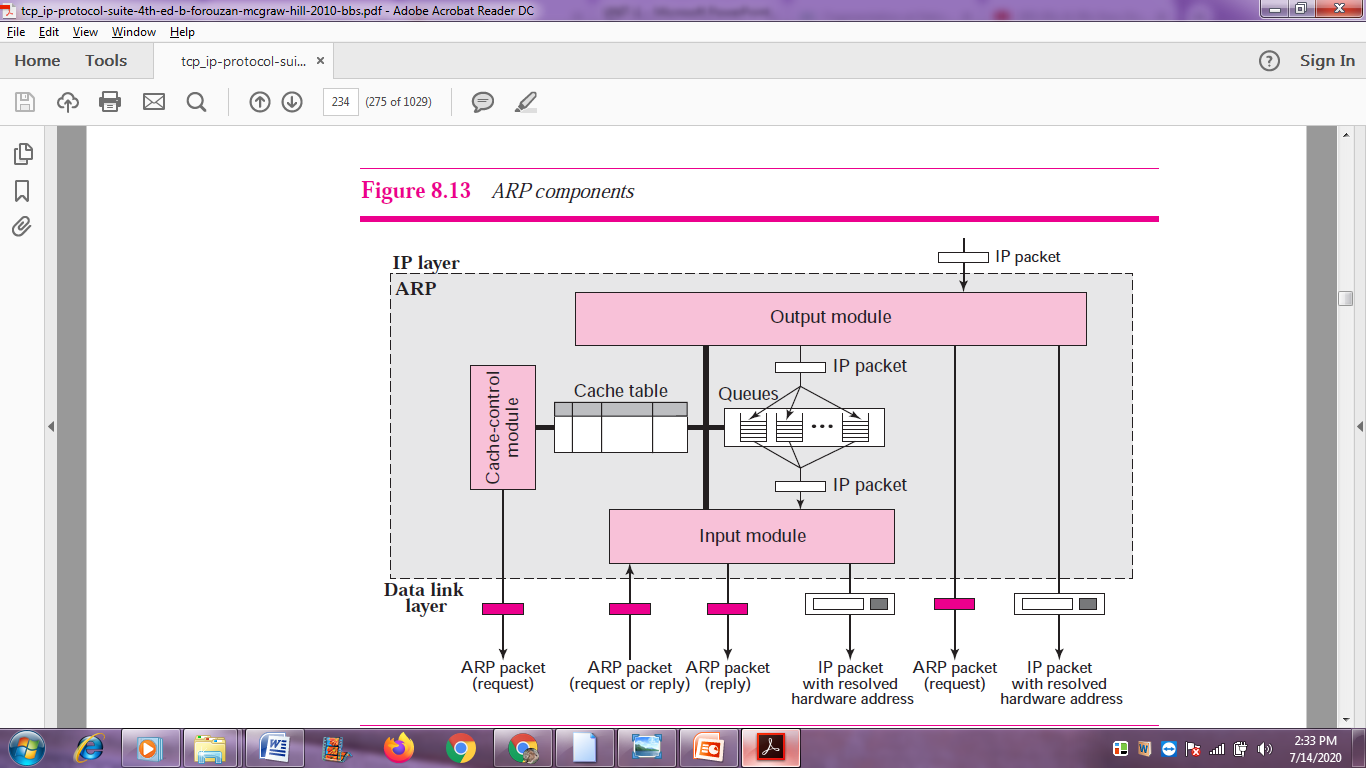 tcp_ip-protocol-suite-4th-ed-b-forouzan-mcgraw-hill-2010-bbs.pdf - Adobe Acrobat Reader DC
File Edit View Window Help
Home Tools tcp_ip-protocol-sui... × ? Sign In
234 (275 of 1029)
Figure 8.13 ARP components
IP packet
IP layer
ARP
Output module
IP packet
Cache-control
module
Cache table
Queues
IP packet
Input module
Data link
layer
ARP packet
(request)
ARP packet
(request or reply)
ARP packet
(reply)
IP packet
with resolved
hardware address
ARP packet
(request)
IP packet
with resolved
hardware address
2:33 PM
7/14/2020